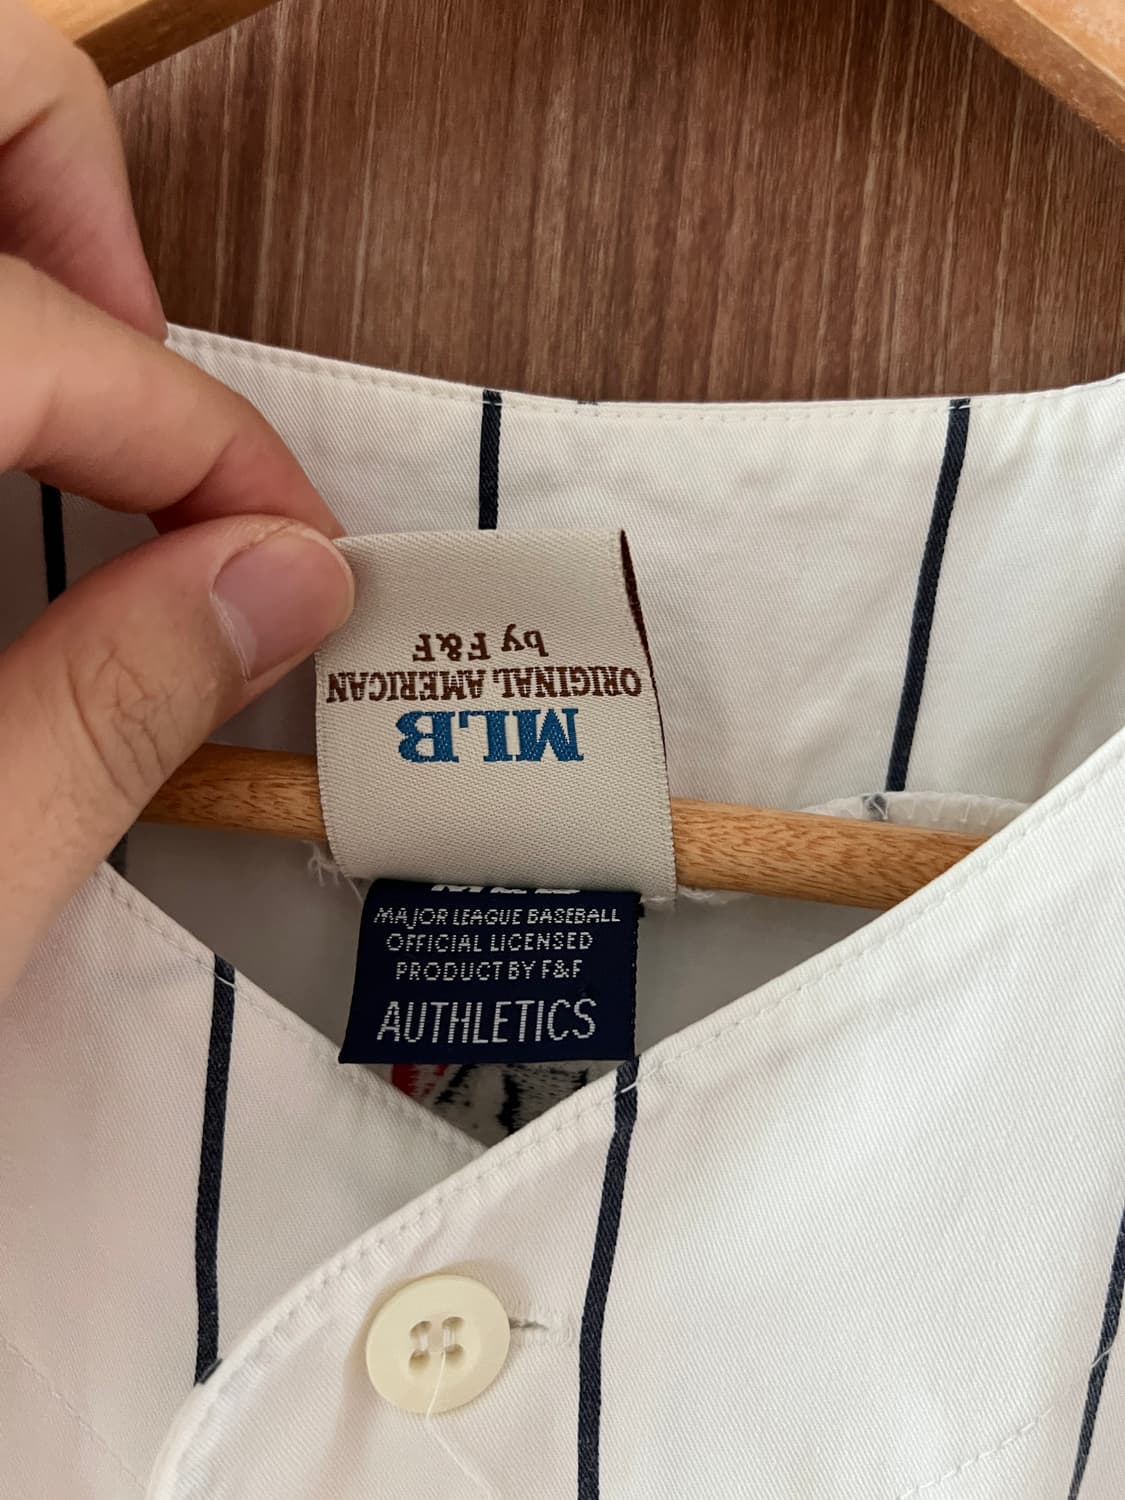 by F&F
ORIGINAL AMERICAN
MLB
MAJOR LEAGUE BASEBALL
OFFICIAL LICENSED
PRODUCT BY F&F
AUTHLETICS